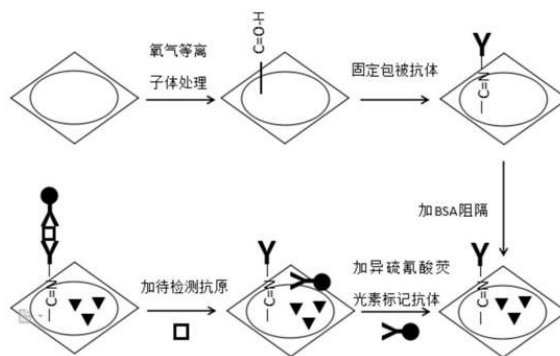 氧气等离
子体处理
—C=O-H
固定包被抗体
—C=N—
加BSA阻隔
加异硫氰酸荧
光素标记抗体
—C=N—
加待检测抗原
—C=N—
—C=N—